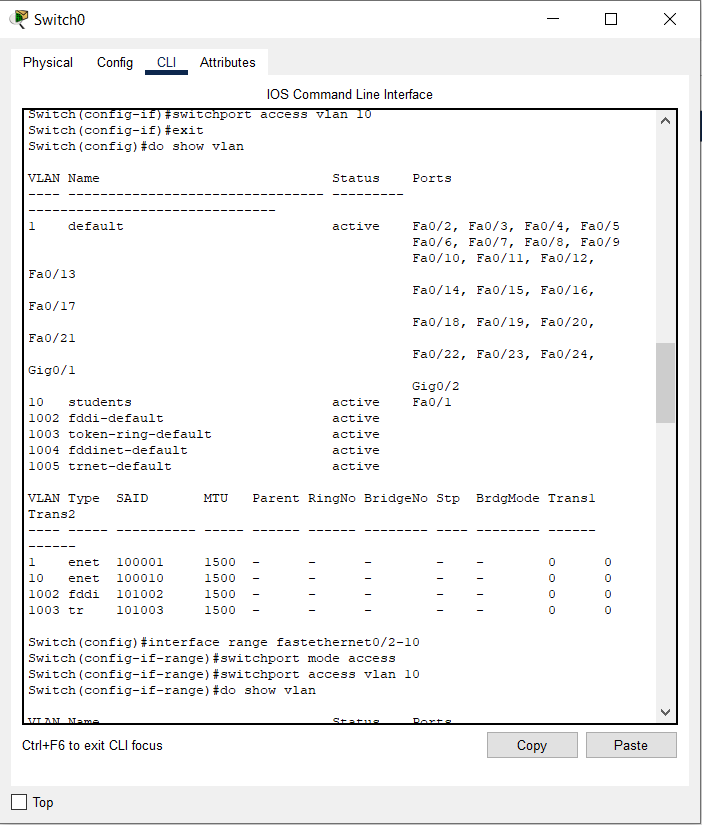 Switch0
Physical Config CLI Attributes
IOS Command Line Interface
Switch(config-if)#switchport access vlan 10
Switch(config-if)#exit
Switch(config)#do show vlan
VLAN Name                             Status    Ports
---- -------------------------------- ---------
-------------------------------
1    default                          active    Fa0/2, Fa0/3, Fa0/4, Fa0/5
                                                Fa0/6, Fa0/7, Fa0/8, Fa0/9
                                                Fa0/10, Fa0/11, Fa0/12,
Fa0/13
                                                Fa0/14, Fa0/15, Fa0/16,
Fa0/17
                                                Fa0/18, Fa0/19, Fa0/20,
Fa0/21
                                                Fa0/22, Fa0/23, Fa0/24,
Gig0/1
                                                Gig0/2
10   students                         active    Fa0/1
1002 fddi-default                     active
1003 token-ring-default               active
1004 fddinet-default                  active
1005 trnet-default                    active
VLAN Type  SAID       MTU   Parent RingNo BridgeNo Stp  BrdgMode Trans1
Trans2
---- ----- ---------- ----- ------ ------ -------- ---- -------- ------
------
1    enet  100001     1500  -      -      -        -    -        0      0
10   enet  100010     1500  -      -      -        -    -        0      0
1002 fddi  101002     1500  -      -      -        -    -        0      0
1003 tr    101003     1500  -      -      -        -    -        0      0
Switch(config)#interface range fastethernet0/2-10
Switch(config-if-range)#switchport mode access
Switch(config-if-range)#switchport access vlan 10
Switch(config-if-range)#do show vlan
VLAN Name                             Status    Ports
Ctrl+F6 to exit CLI focus
Copy Paste
Top